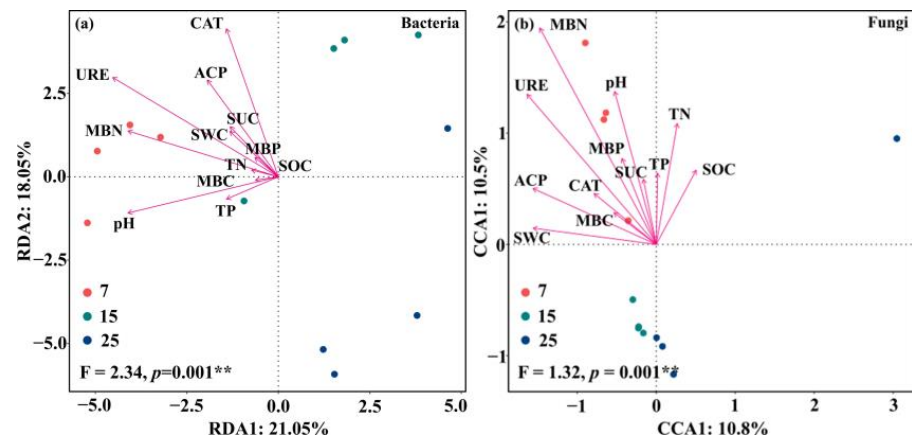 (a)
Bacteria
CAT
ACP
URE
SUC
MBN
SWC
MBP
TN
SOC
MBC
TP
pH
2.5
0.0
−2.5
−5.0
RDA2: 18.05%
7
15
25
F = 2.34, p=0.001**
−5.0
−2.5
0.0
2.5
5.0
RDA1: 21.05%
(b)
Fungi
MBN
URE
pH
TN
MBP
TP
SUC
SOC
ACP
CAT
MBC
SWC
2
1
0
−1
CCA1: 10.5%
7
15
25
F = 1.32, p = 0.001**
−1
0
1
2
3
CCA1: 10.8%